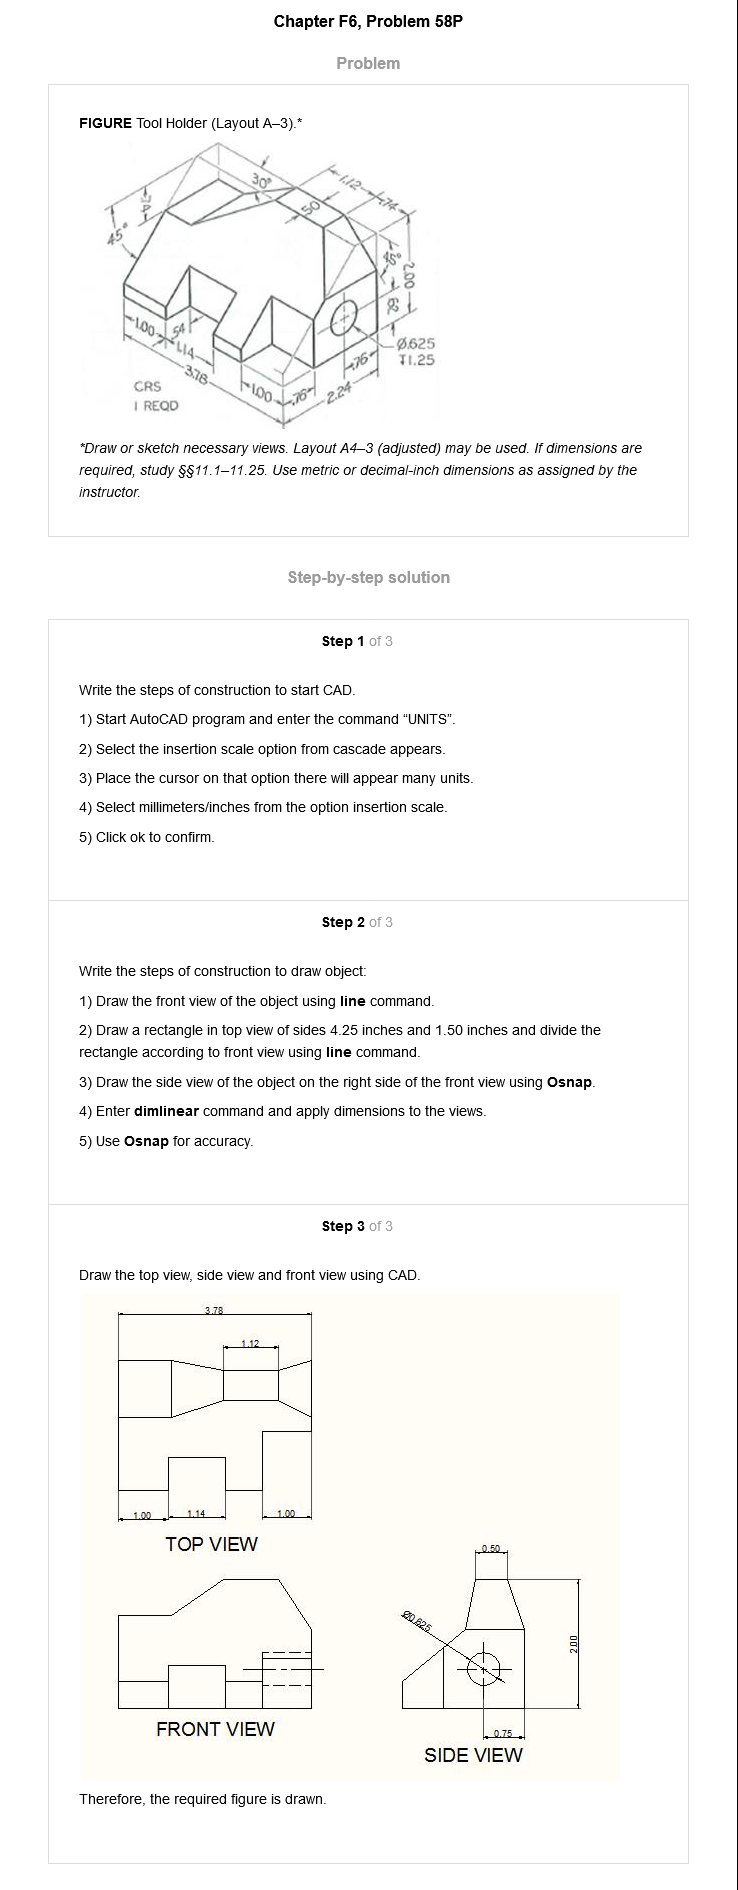 Chapter F6, Problem 58P
Problem
FIGURE Tool Holder (Layout A–3).*
30°
1.12
.74
.50
.74
45°
45°
2.00
.62
1.00
.54
1.14
3.78
Ø.625
↧1.25
.76
1.00
.76
2.24
CRS
1 REQD
*Draw or sketch necessary views. Layout A4–3 (adjusted) may be used. If dimensions are
required, study §§11.1–11.25. Use metric or decimal-inch dimensions as assigned by the
instructor.
Step-by-step solution
Step 1 of 3
Write the steps of construction to start CAD.
1) Start AutoCAD program and enter the command “UNITS”.
2) Select the insertion scale option from cascade appears.
3) Place the cursor on that option there will appear many units.
4) Select millimeters/inches from the option insertion scale.
5) Click ok to confirm.
Step 2 of 3
Write the steps of construction to draw object:
1) Draw the front view of the object using line command.
2) Draw a rectangle in top view of sides 4.25 inches and 1.50 inches and divide the
rectangle according to front view using line command.
3) Draw the side view of the object on the right side of the front view using Osnap.
4) Enter dimlinear command and apply dimensions to the views.
5) Use Osnap for accuracy.
Step 3 of 3
Draw the top view, side view and front view using CAD.
3.78
1.12
1.00
1.14
1.00
TOP VIEW
0.50
Ø0.625
2.00
FRONT VIEW
0.75
SIDE VIEW
Therefore, the required figure is drawn.